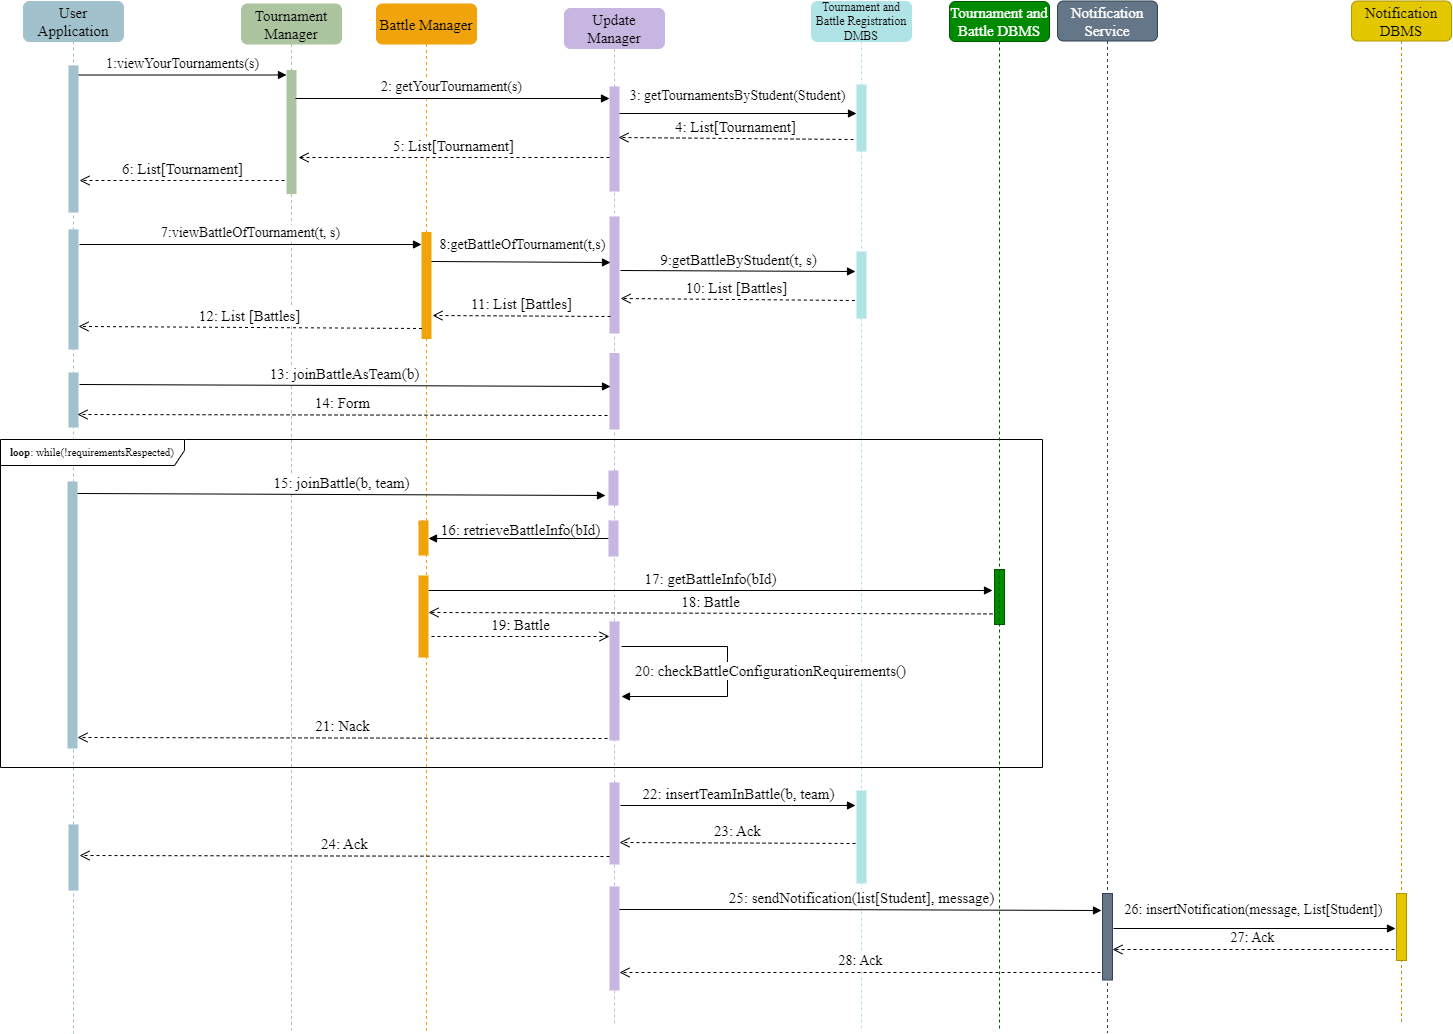 User
Application
Tournament
Manager
Battle Manager
Update
Manager
Tournament and
Battle Registration
DMBS
Tournament and
Battle DBMS
Notification
Service
Notification
DBMS
1:viewYourTournaments(s)
2: getYourTournament(s)
3: getTournamentsByStudent(Student)
4: List[Tournament]
5: List[Tournament]
6: List[Tournament]
7:viewBattleOfTournament(t, s)
8:getBattleOfTournament(t,s)
9:getBattleByStudent(t, s)
10: List [Battles]
11: List [Battles]
12: List [Battles]
13: joinBattleAsTeam(b)
14: Form
loop: while(!requirementsRespected)
15: joinBattle(b, team)
16: retrieveBattleInfo(bId)
17: getBattleInfo(bId)
18: Battle
19: Battle
20: checkBattleConfigurationRequirements()
21: Nack
22: insertTeamInBattle(b, team)
23: Ack
24: Ack
25: sendNotification(list[Student], message)
26: insertNotification(message, List[Student])
27: Ack
28: Ack